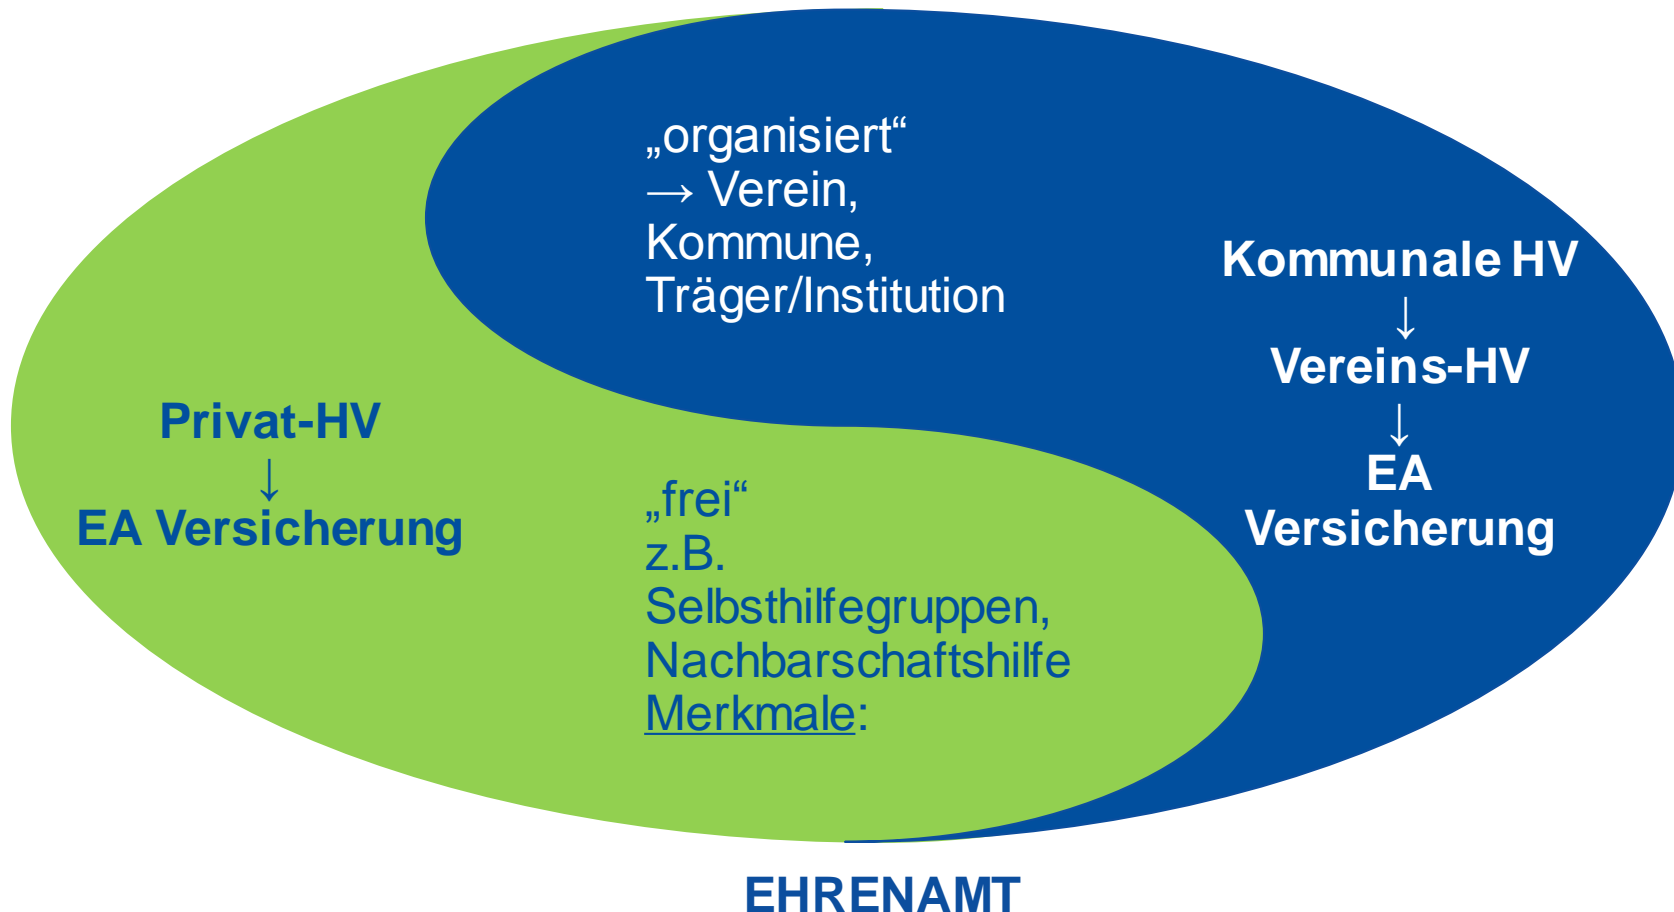 „organisiert“
→ Verein,
Kommune,
Träger/Institution
Kommunale HV
↓
Vereins-HV
↓
EA
Versicherung
Privat-HV
↓
EA Versicherung
„frei“
z.B.
Selbsthilfegruppen,
Nachbarschaftshilfe
Merkmale:
EHRENAMT